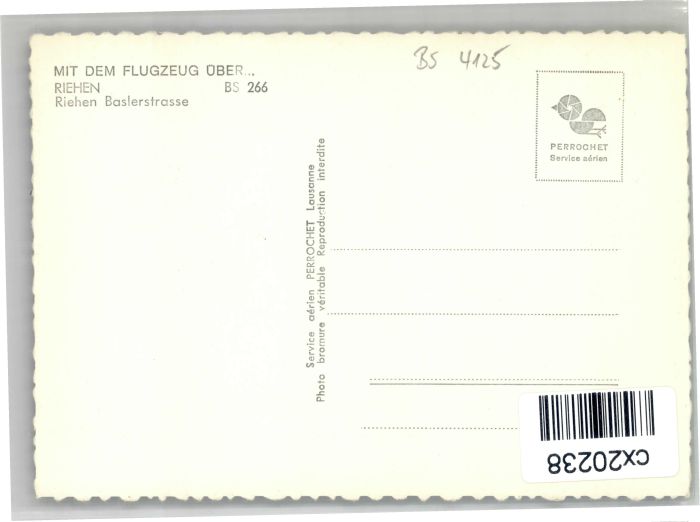 MIT DEM FLUGZEUG ÜBER...
RIEHEN BS 266
Riehen Baslerstrasse
BS 4125
PERROCHET
Service aérien
Service aérien PERROCHET Lausanne
Photo bromure véritable Reproduction interdite
cx20238